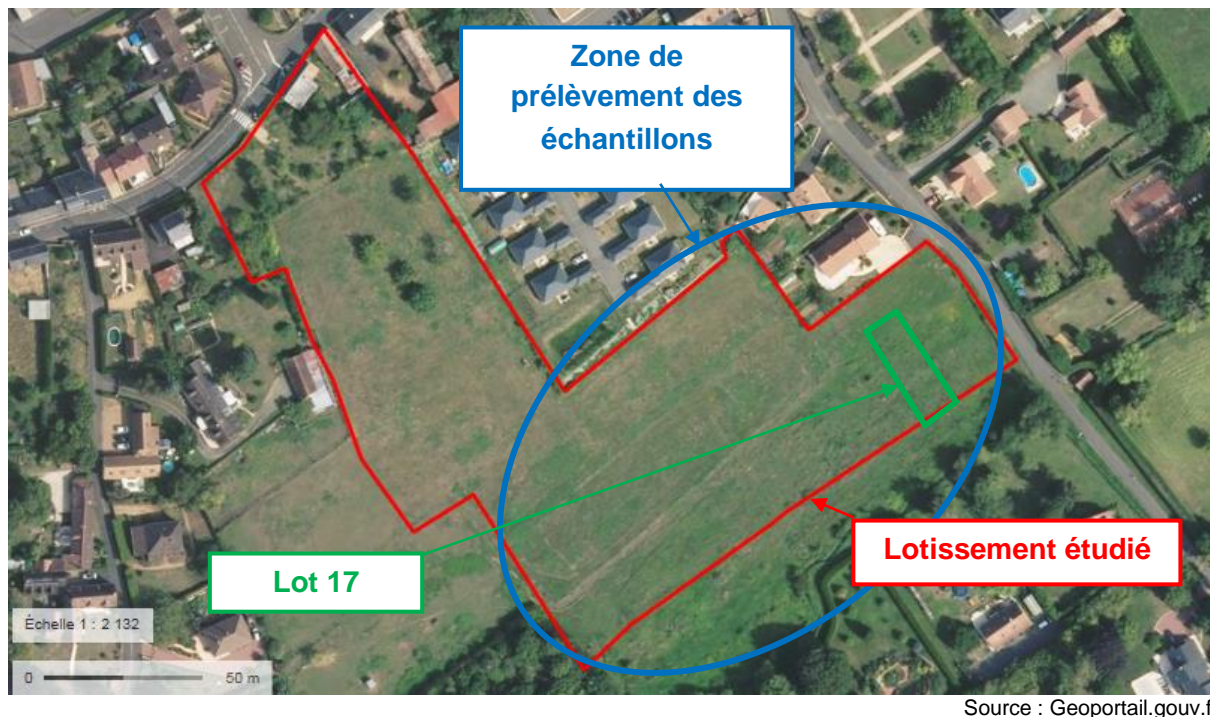 Zone de
prélèvement des
échantillons
Lotissement étudié
Lot 17
Échelle 1 : 2 132
0 50 m
Source : Geoportail.gouv.f